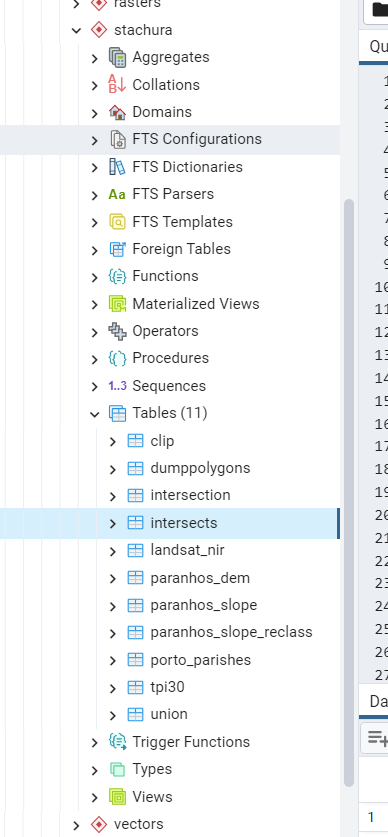 rasters
stachura
Aggregates
Collations
Domains
FTS Configurations
FTS Dictionaries
Aa FTS Parsers
FTS Templates
Foreign Tables
Functions
Materialized Views
Operators
Procedures
1..3 Sequences
Tables (11)
clip
dumppolygons
intersection
intersects
landsat_nir
paranhos_dem
paranhos_slope
paranhos_slope_reclass
porto_parishes
tpi30
union
Trigger Functions
Types
Views
vectors
Qu
1
2
3
4
5
6
7
8
9
10
11
12
13
14
15
16
17
18
19
20
21
22
23
24
25
26
27
Da
1